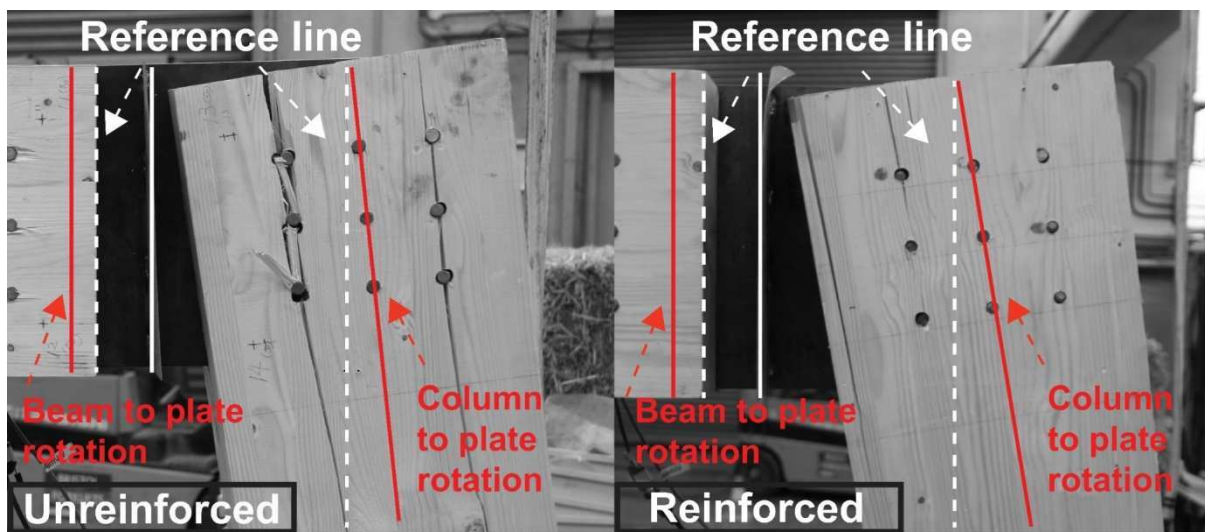 Reference line
Beam to plate
rotation
Column
to plate
rotation
Unreinforced
Reference line
Beam to plate
rotation
Column
to plate
rotation
Reinforced